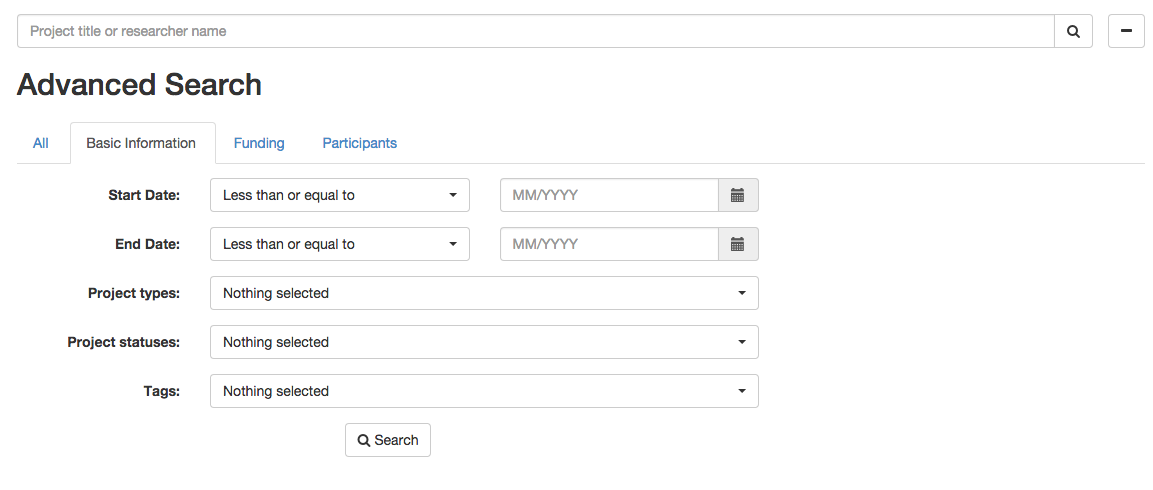 Project title or researcher name
Advanced Search
All Basic Information Funding Participants
Start Date: Less than or equal to MM/YYYY
End Date: Less than or equal to MM/YYYY
Project types: Nothing selected
Project statuses: Nothing selected
Tags: Nothing selected
Search